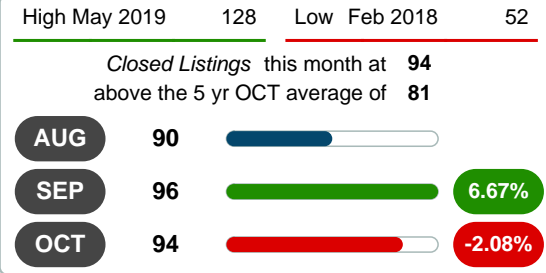 High May 2019 128 Low Feb 2018 52
Closed Listings this month at 94
above the 5 yr OCT average of 81
AUG 90
SEP 96 6.67%
OCT 94 -2.08%